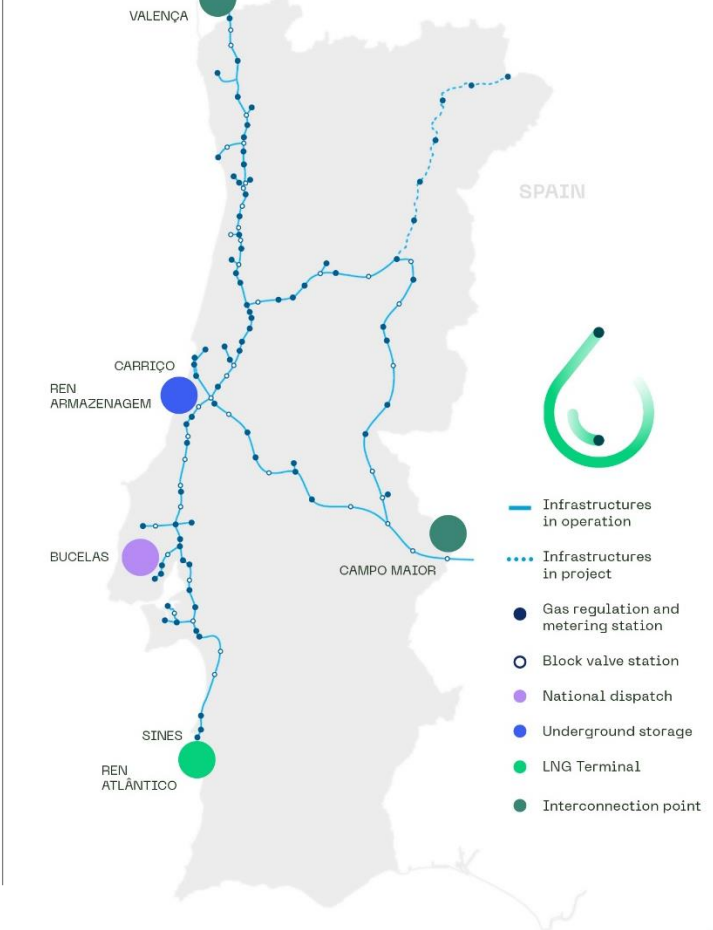 VALENÇA
SPAIN
CARRIÇO
REN
ARMAZENAGEM
BUCELAS
CAMPO MAIOR
SINES
REN
ATLÂNTICO
Infrastructures
in operation
Infrastructures
in project
Gas regulation and
metering station
Block valve station
National dispatch
Underground storage
LNG Terminal
Interconnection point